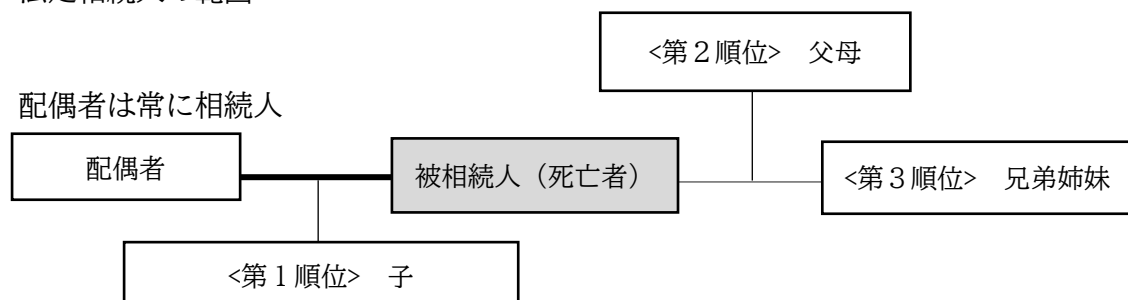 <第２順位>　父母
配偶者は常に相続人
配偶者
被相続人（死亡者）
<第３順位>　兄弟姉妹
<第１順位>　子